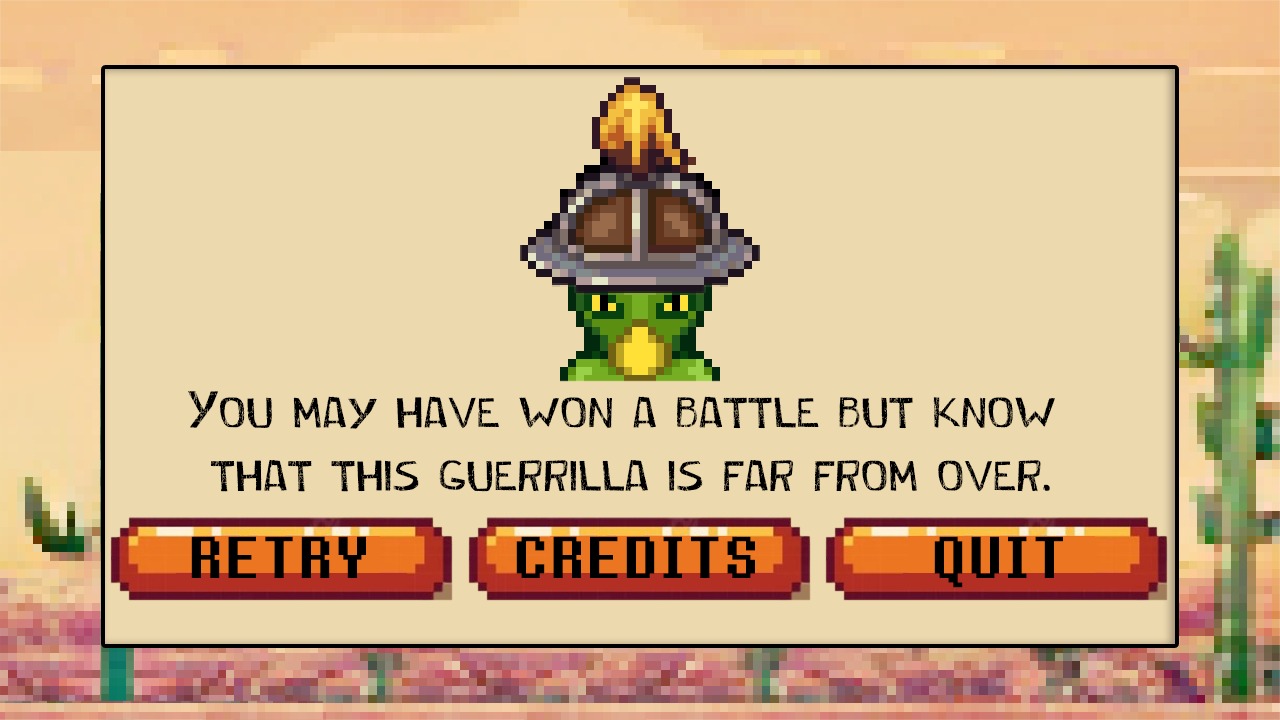 You may have won a battle but know
that this guerrilla is far from over.
RETRY CREDITS QUIT